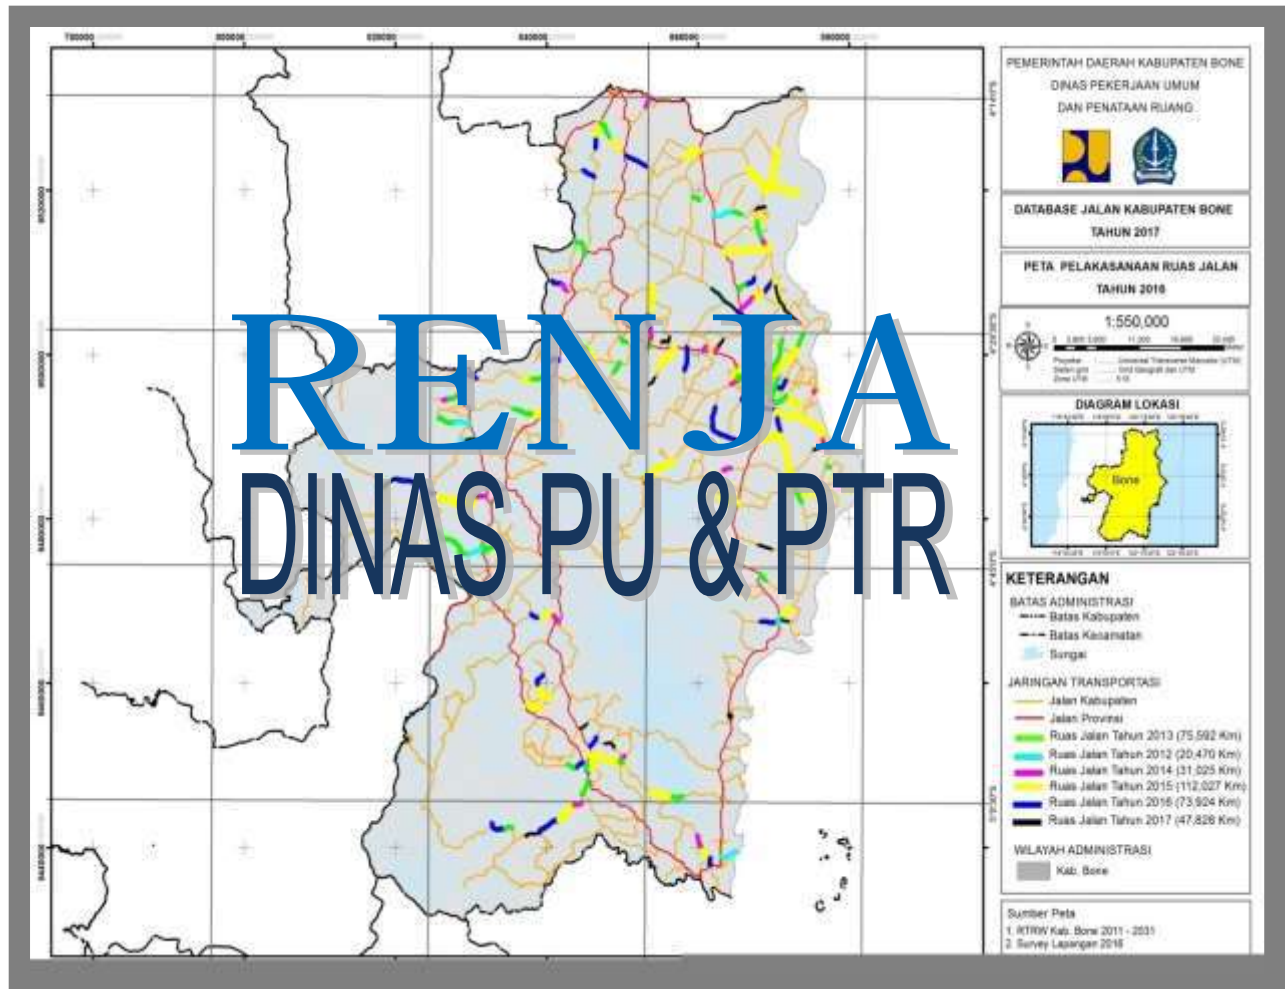 RENJA
DINAS PU & PTR
PEMERINTAH DAERAH KABUPATEN BONE
DINAS PEKERJAAN UMUM
DAN PENATAAN RUANG
DATABASE JALAN KABUPATEN BONE
TAHUN 2017
PETA PELAKASANAAN RUAS JALAN
TAHUN 2016
1:550,000
DIAGRAM LOKASI
Bone
KETERANGAN
BATAS ADMINISTRASI
Batas Kabupaten
Batas Kecamatan
Sungai
JARINGAN TRANSPORTASI
Jalan Kabupaten
Jalan Provinsi
Ruas Jalan Tahun 2013 (75,592 Km)
Ruas Jalan Tahun 2012 (20,470 Km)
Ruas Jalan Tahun 2014 (31,025 Km)
Ruas Jalan Tahun 2015 (112,027 Km)
Ruas Jalan Tahun 2016 (73,924 Km)
Ruas Jalan Tahun 2017 (47,826 Km)
WILAYAH ADMINISTRASI
Kab. Bone
Sumber Peta
1. RTRW Kab. Bone 2011 - 2031
2. Survey Lapangan 2016